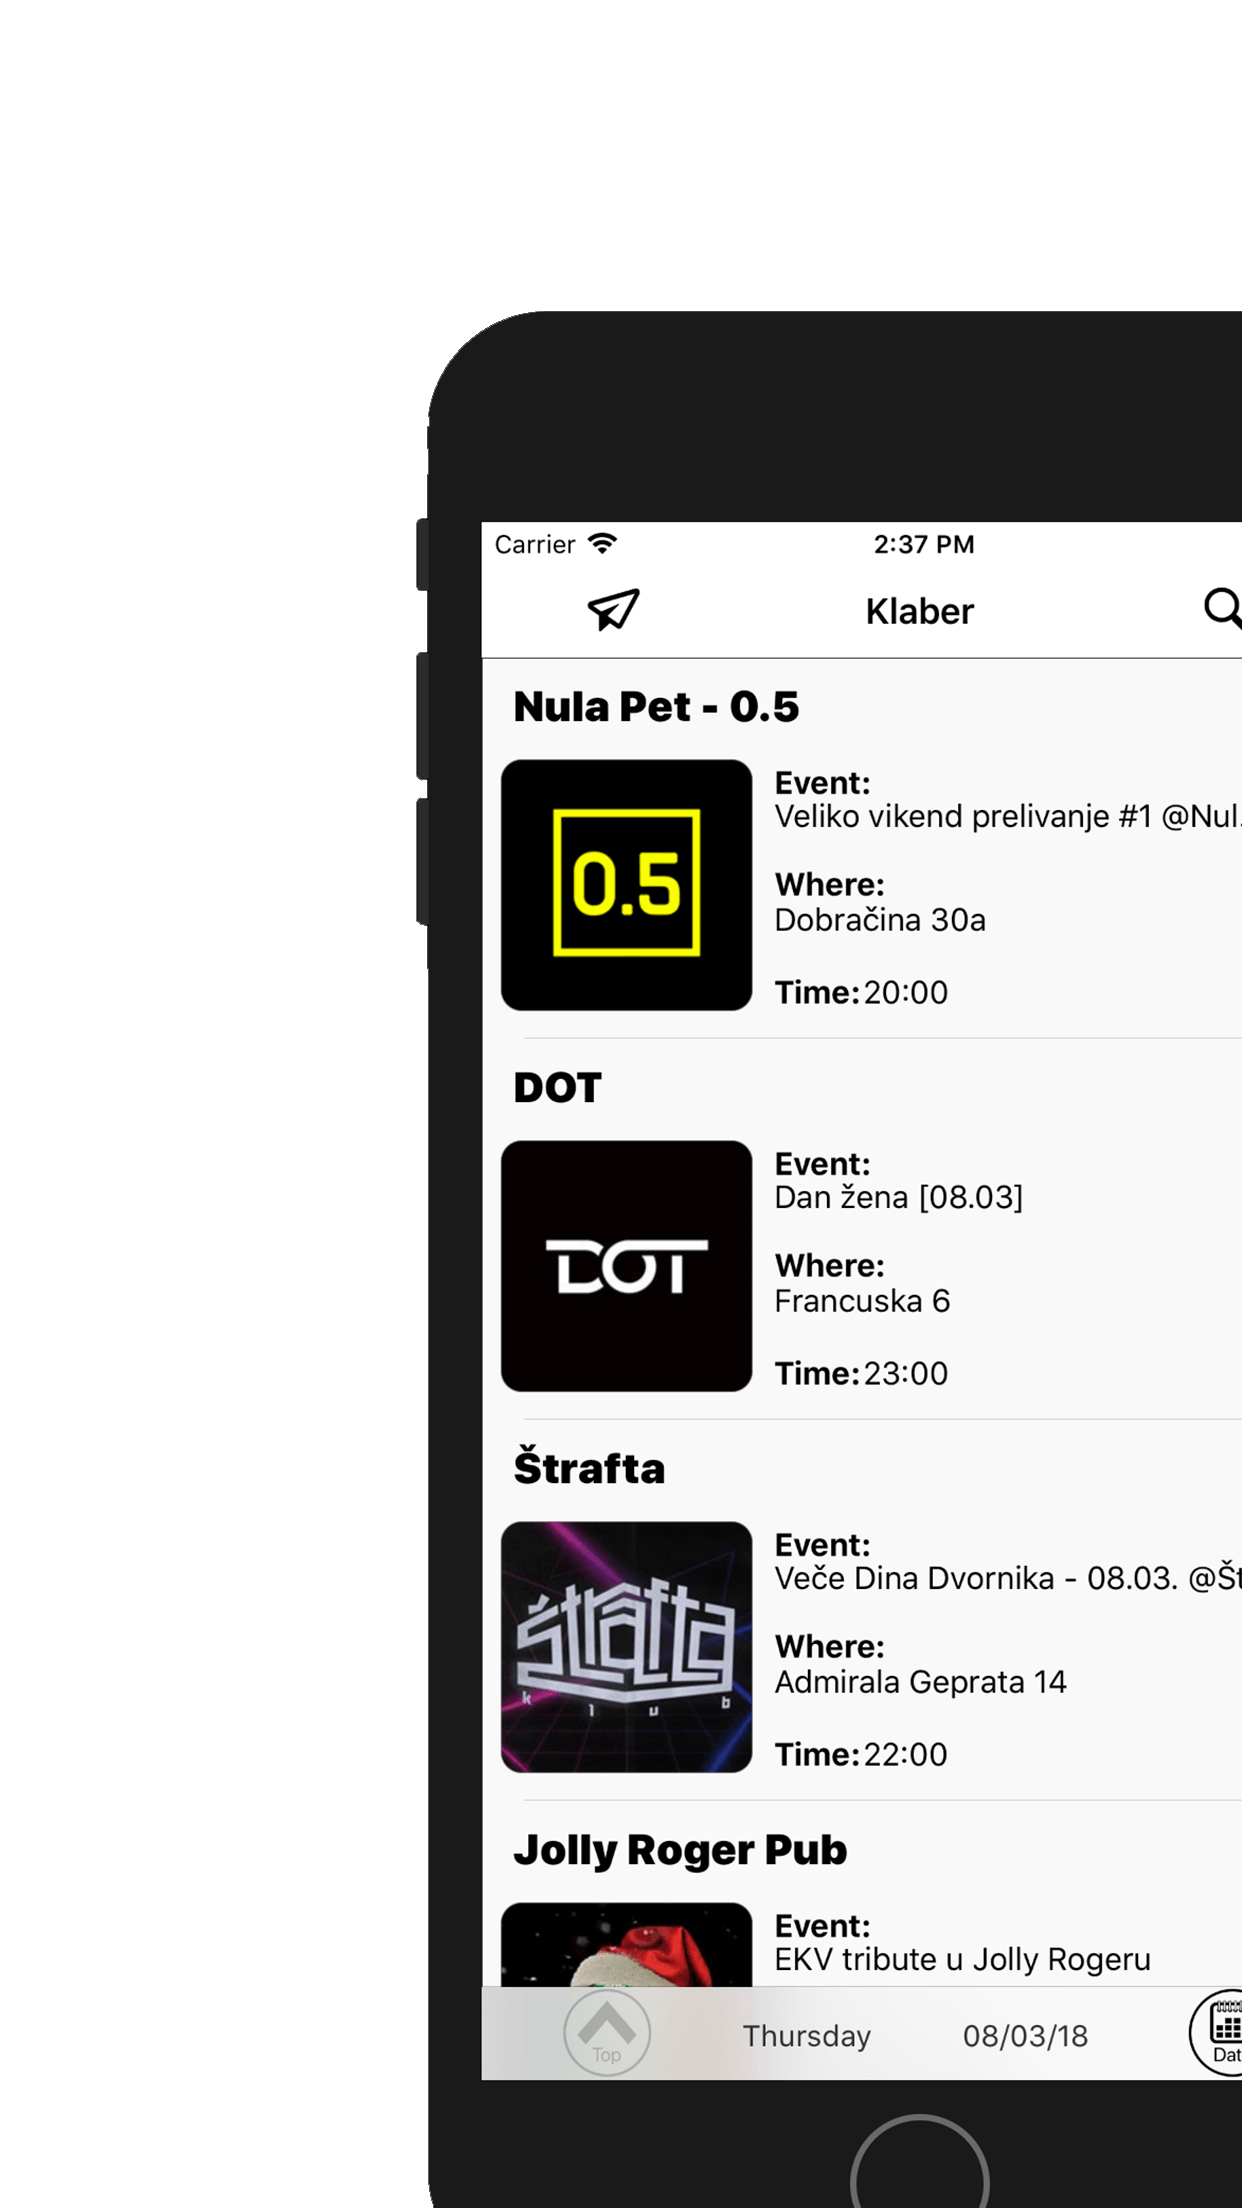 Carrier
2:37 PM
Klaber
Nula Pet - 0.5
0.5
Event:
Veliko vikend prelivanje #1 @Nul.
Where:
Dobračina 30a
Time: 20:00
DOT
DOT
Event:
Dan žena [08.03]
Where:
Francuska 6
Time: 23:00
Štrafta
štrafta
klub
Event:
Veče Dina Dvornika - 08.03. @Št
Where:
Admirala Geprata 14
Time: 22:00
Jolly Roger Pub
Event:
EKV tribute u Jolly Rogeru
Top
Thursday
08/03/18
Dat